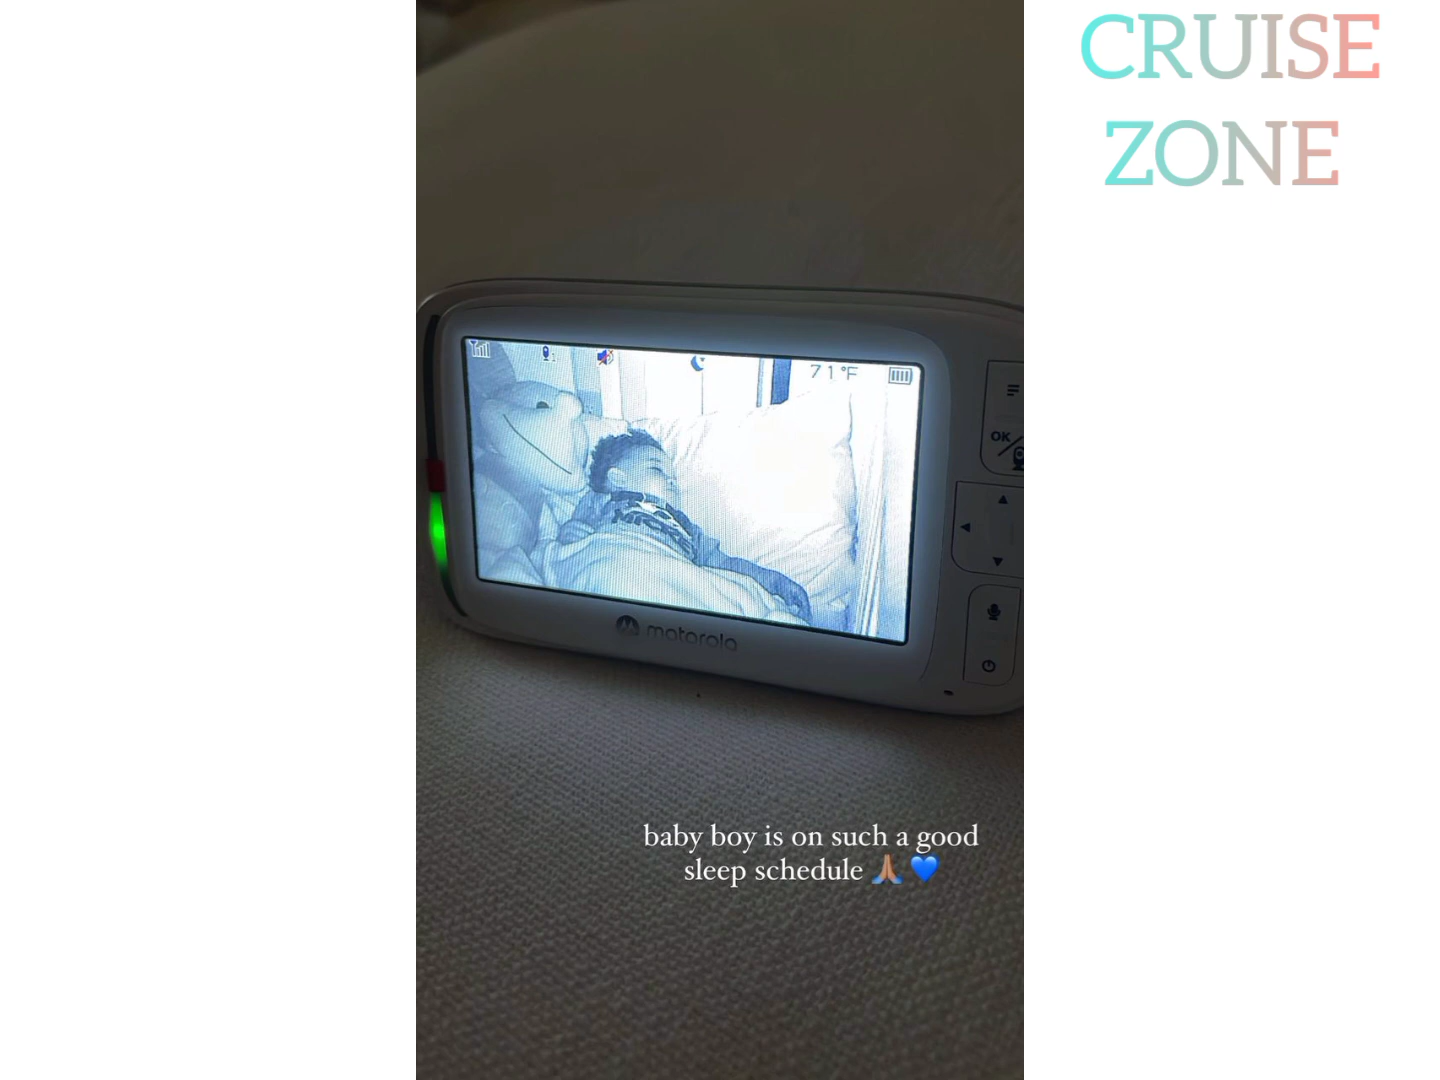 CRUISE
ZONE
71°F
OK
motorola
baby boy is on such a good
sleep schedule 🙏🏽 💙